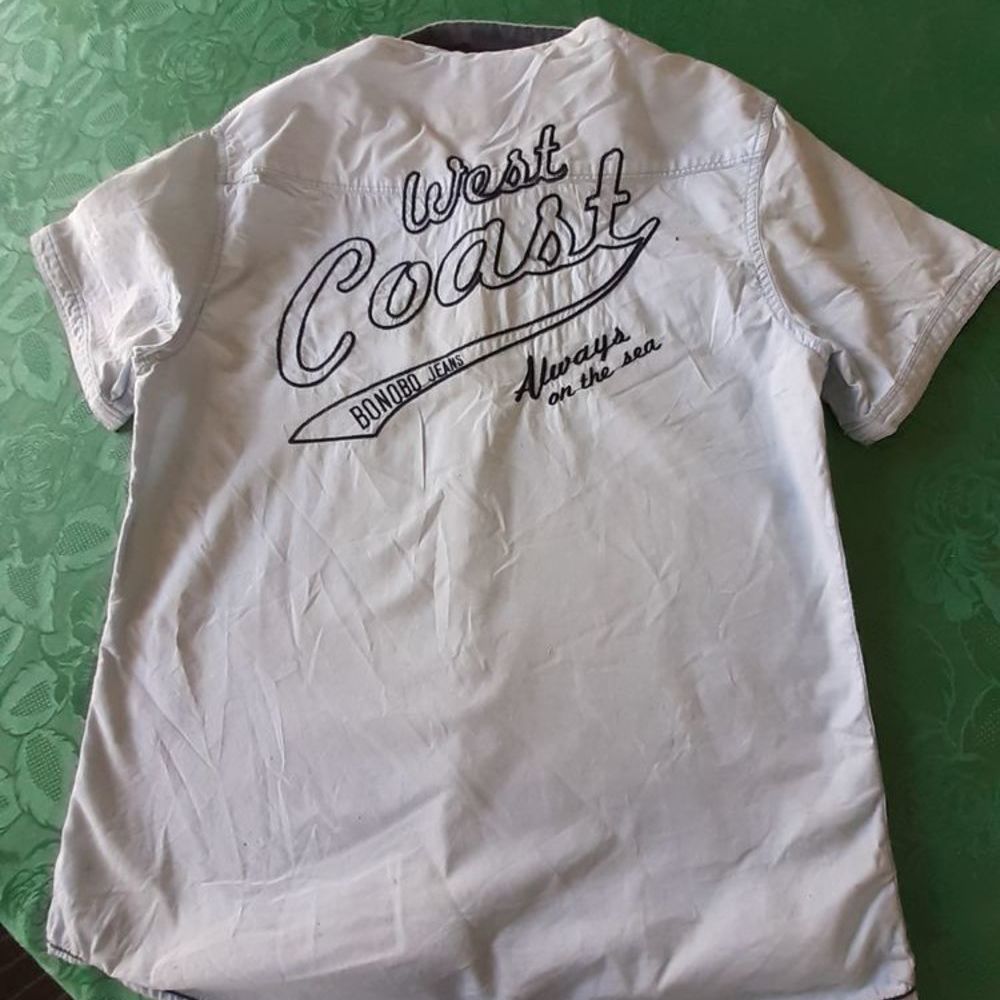 West
Coast
BONOBO JEANS
Always
on the sea